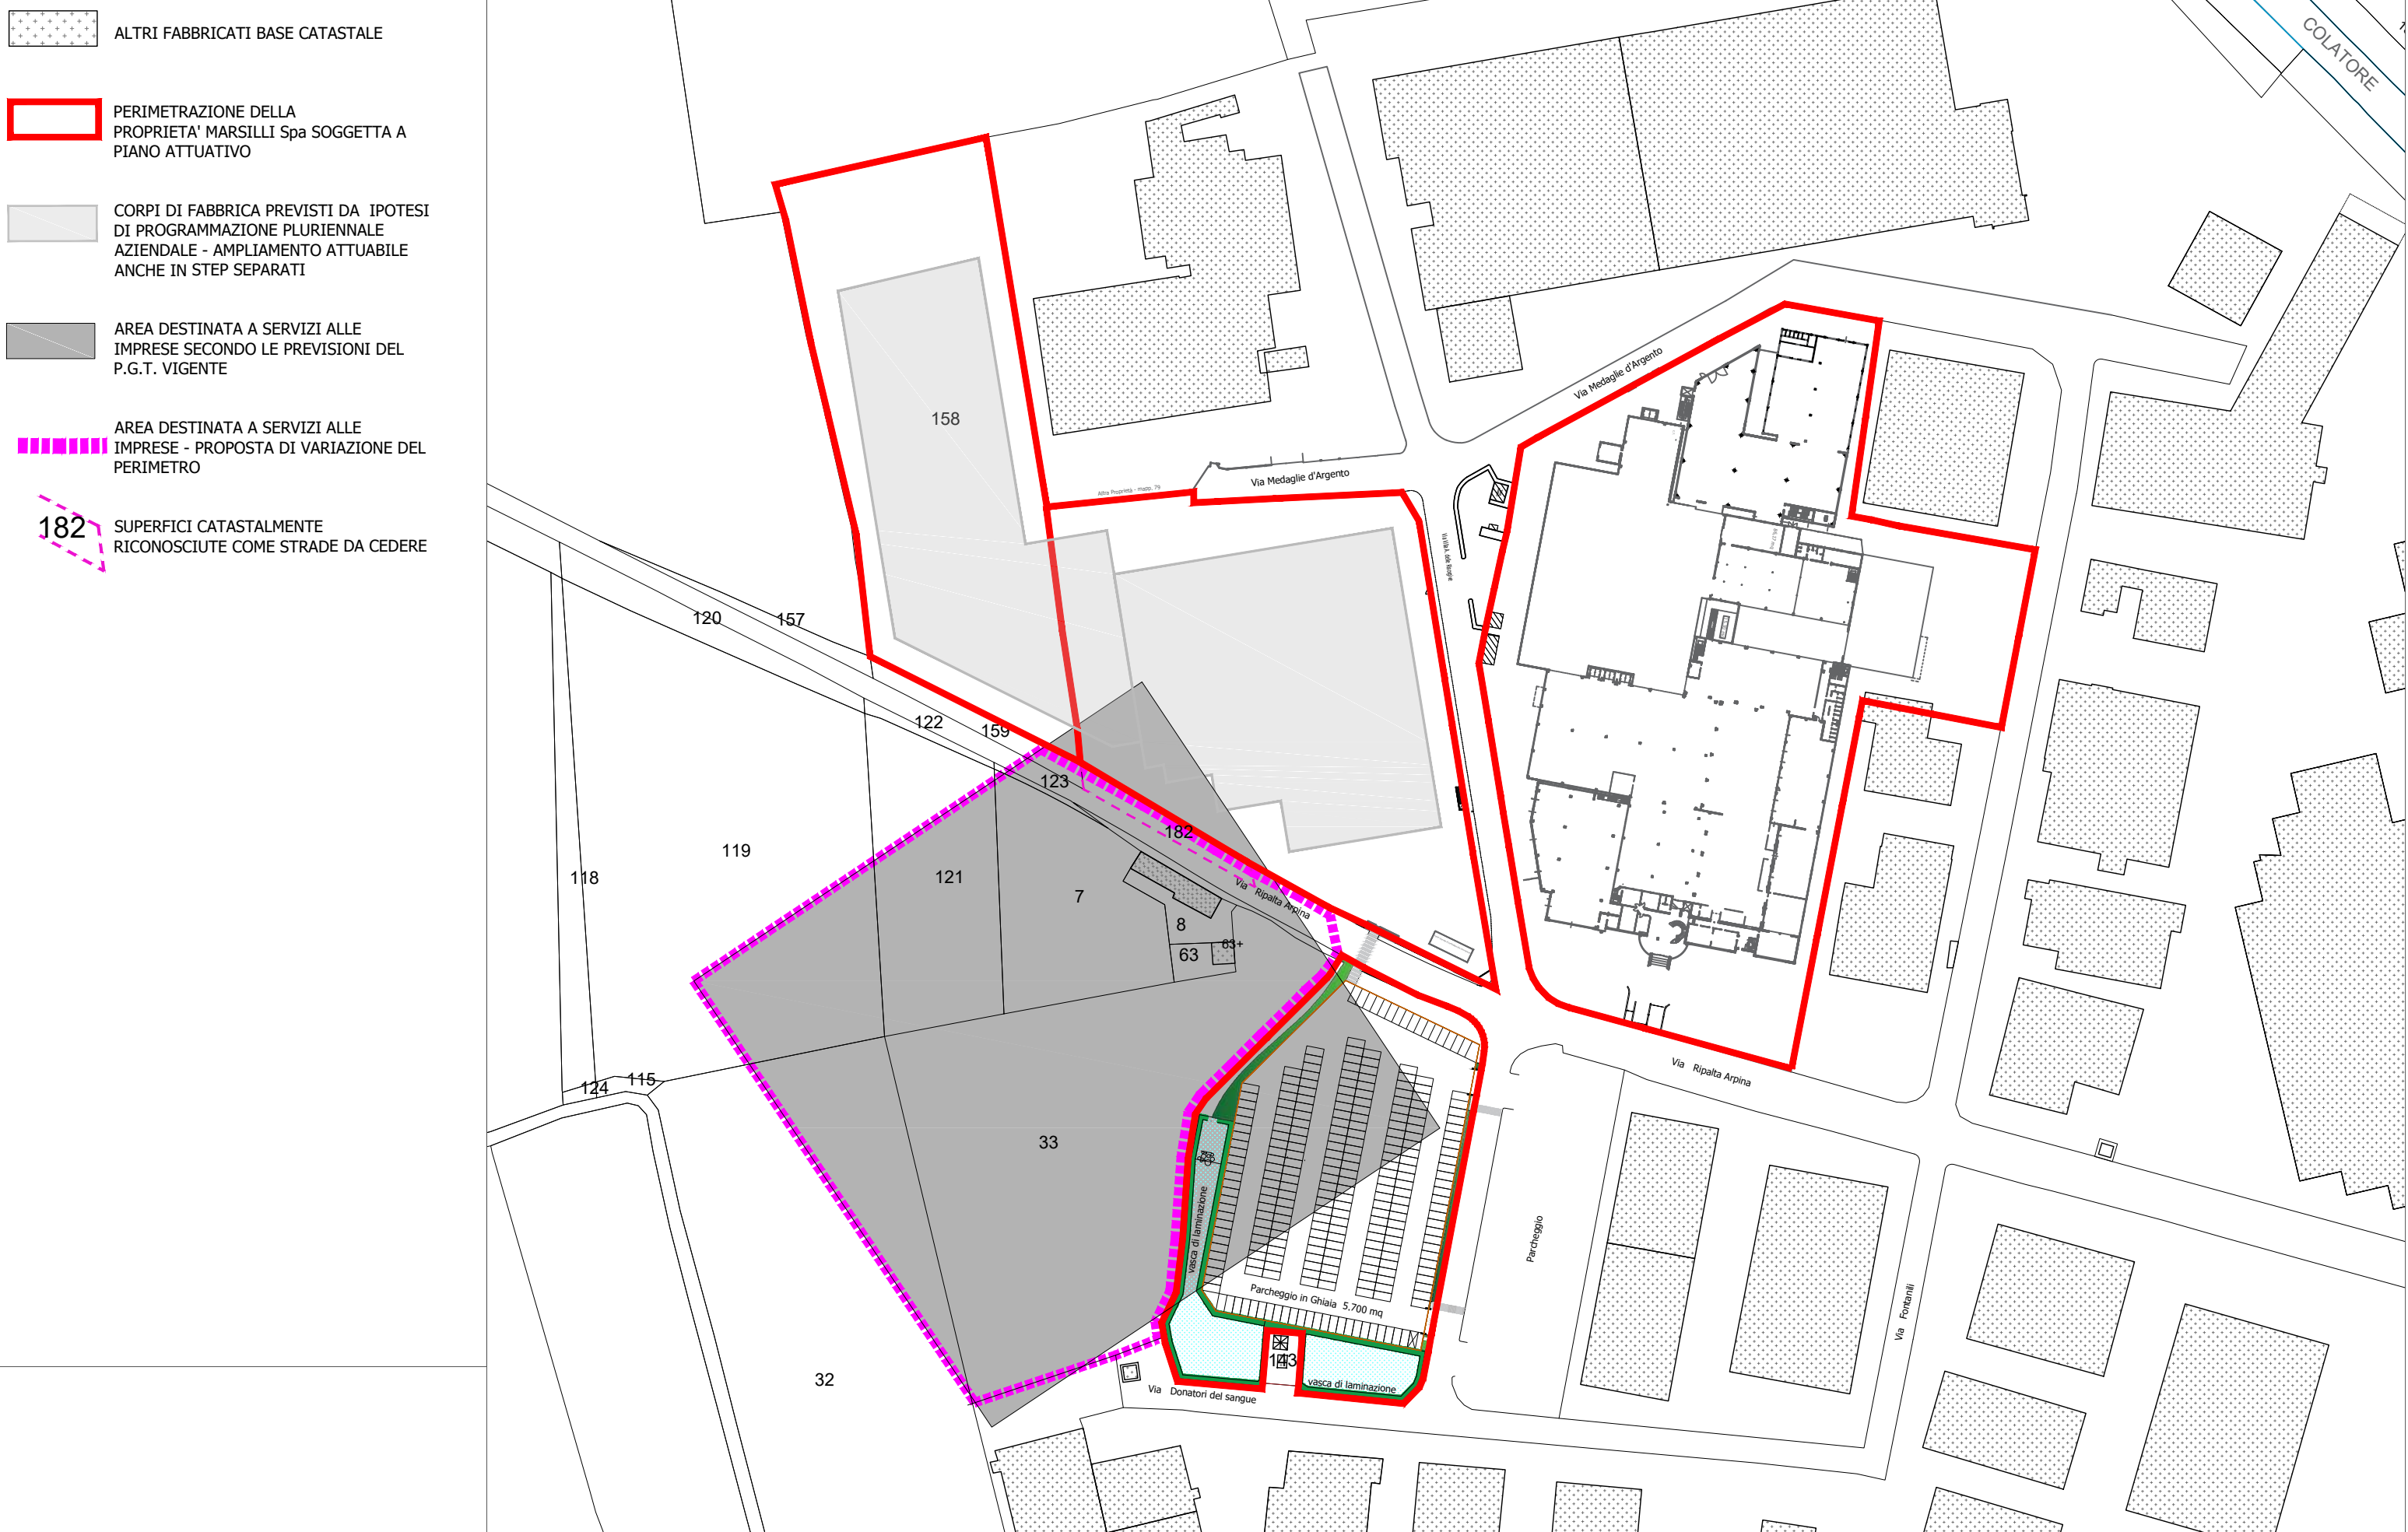 ALTRI FABBRICATI BASE CATASTALE
PERIMETRAZIONE DELLA
PROPRIETA' MARSILLI Spa SOGGETTA A
PIANO ATTUATIVO
CORPI DI FABBRICA PREVISTI DA IPOTESI
DI PROGRAMMAZIONE PLURIENNALE
AZIENDALE - AMPLIAMENTO ATTUABILE
ANCHE IN STEP SEPARATI
AREA DESTINATA A SERVIZI ALLE
IMPRESE SECONDO LE PREVISIONI DEL
P.G.T. VIGENTE
AREA DESTINATA A SERVIZI ALLE
IMPRESE - PROPOSTA DI VARIAZIONE DEL
PERIMETRO
182
SUPERFICI CATASTALMENTE
RICONOSCIUTE COME STRADE DA CEDERE
COLATORE
Via Medaglie d'Argento
158
Via Medaglie d'Argento
Altra Proprietà - mapp. 79
120
157
122
159
123
182
119
118
121
7
Via Ripalta Arpina
8
63
63+
124
115
33
Via Ripalta Arpina
vasca di laminazione
Parcheggio
Parcheggio in Ghiaia 5.700 mq
Via Fontanili
143
32
vasca di laminazione
Via Donatori del sangue